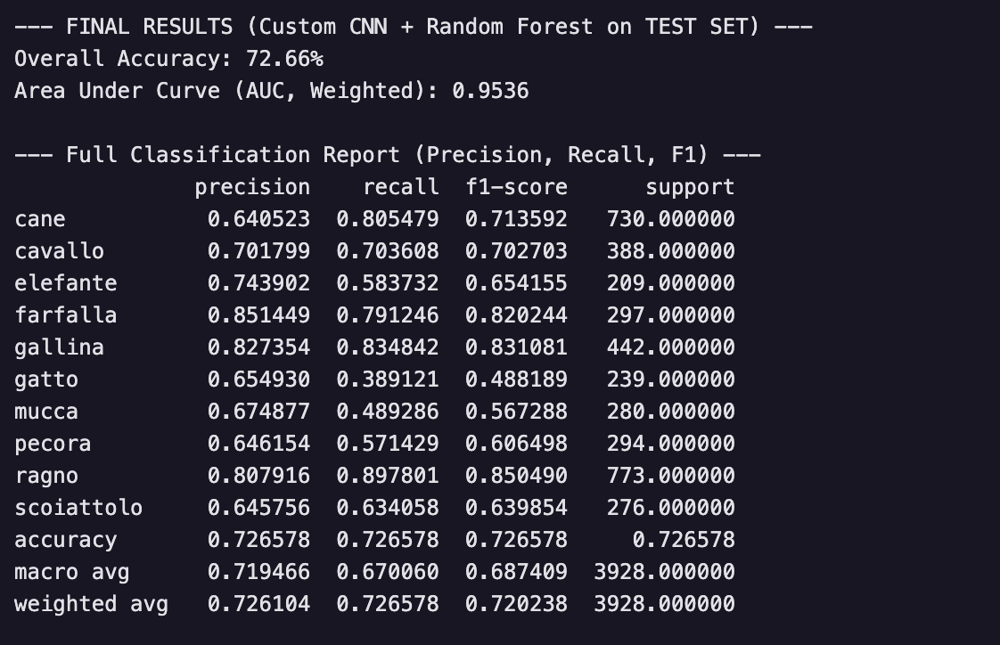 --- FINAL RESULTS (Custom CNN + Random Forest on TEST SET) ---
Overall Accuracy: 72.66%
Area Under Curve (AUC, Weighted): 0.9536

--- Full Classification Report (Precision, Recall, F1) ---
              precision    recall  f1-score      support
cane           0.640523  0.805479  0.713592   730.000000
cavallo        0.701799  0.703608  0.702703   388.000000
elefante       0.743902  0.583732  0.654155   209.000000
farfalla       0.851449  0.791246  0.820244   297.000000
gallina        0.827354  0.834842  0.831081   442.000000
gatto          0.654930  0.389121  0.488189   239.000000
mucca          0.674877  0.489286  0.567288   280.000000
pecora         0.646154  0.571429  0.606498   294.000000
ragno          0.807916  0.897801  0.850490   773.000000
scoiattolo     0.645756  0.634058  0.639854   276.000000
accuracy       0.726578  0.726578  0.726578     0.726578
macro avg      0.719466  0.670060  0.687409  3928.000000
weighted avg   0.726104  0.726578  0.720238  3928.000000